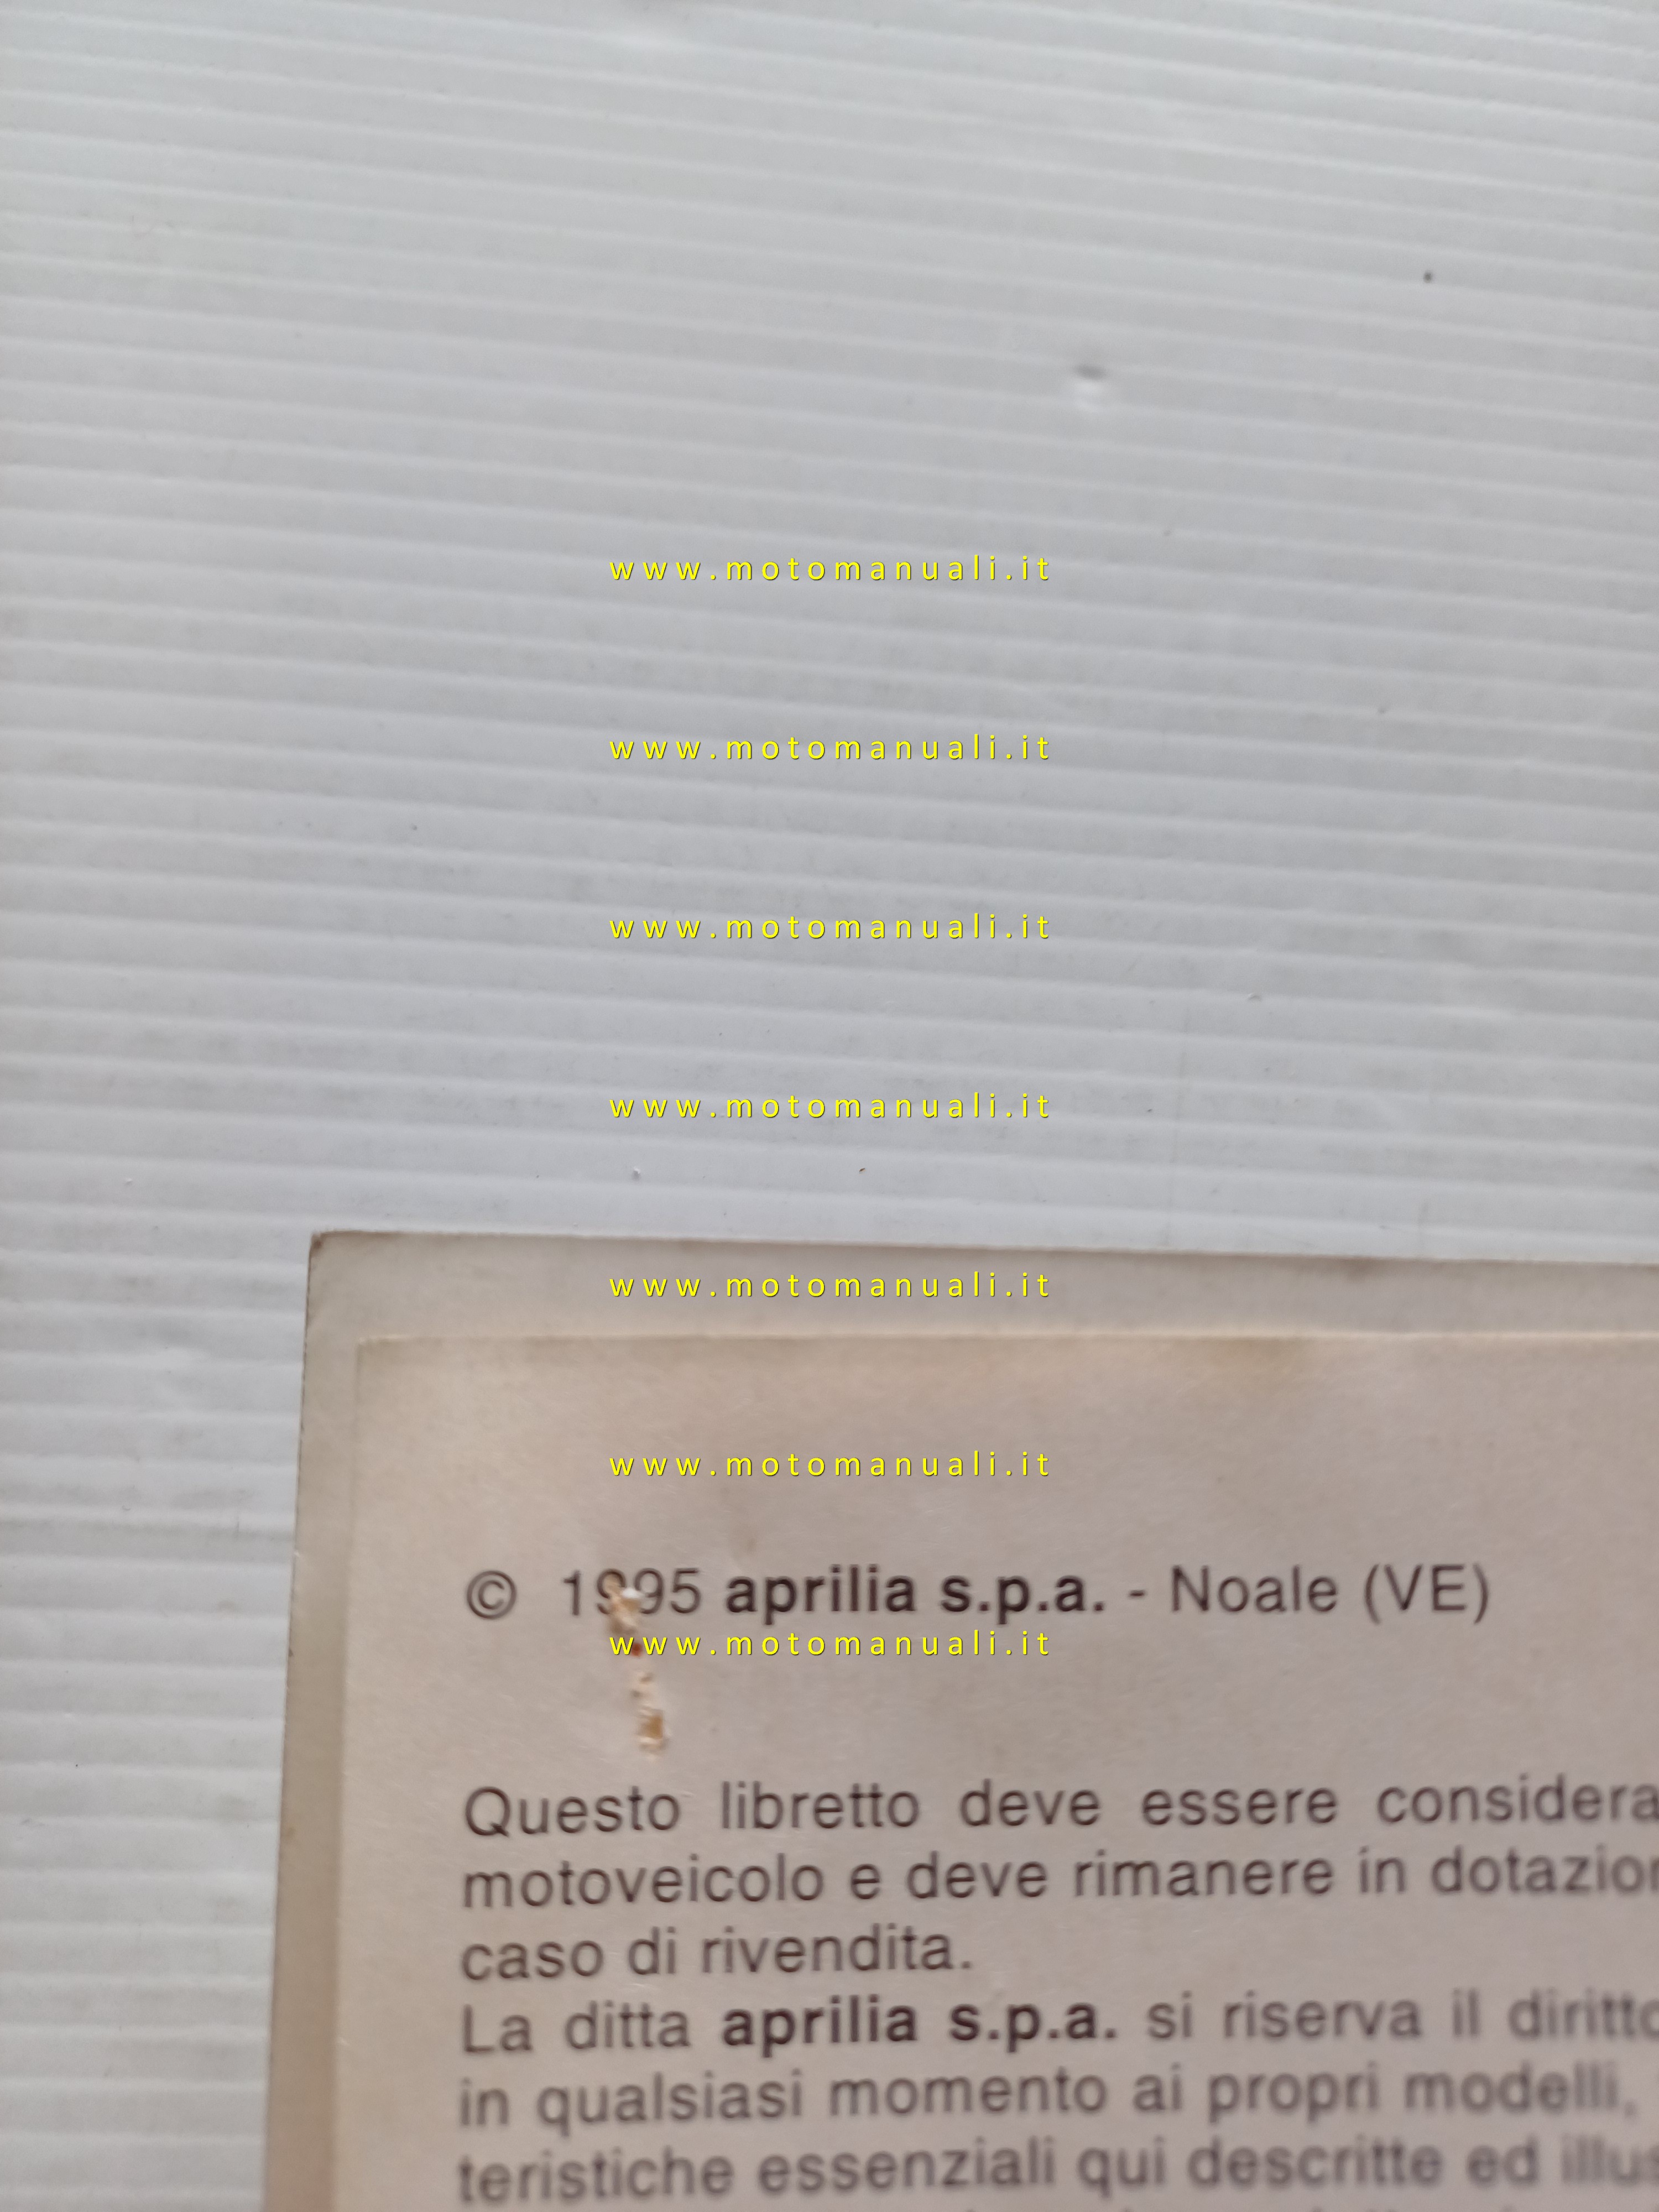 www.motomanuali.it
www.motomanuali.it
www.motomanuali.it
www.motomanuali.it
www.motomanuali.it
www.motomanuali.it
© 1995 aprilia s.p.a. - Noale (VE)
www.motomanuali.it
Questo libretto deve essere considera
motoveicolo e deve rimanere in dotazion
caso di rivendita.
La ditta aprilia s.p.a. si riserva il diritto
in qualsiasi momento ai propri modelli,
teristiche essenziali qui descritte ed illus